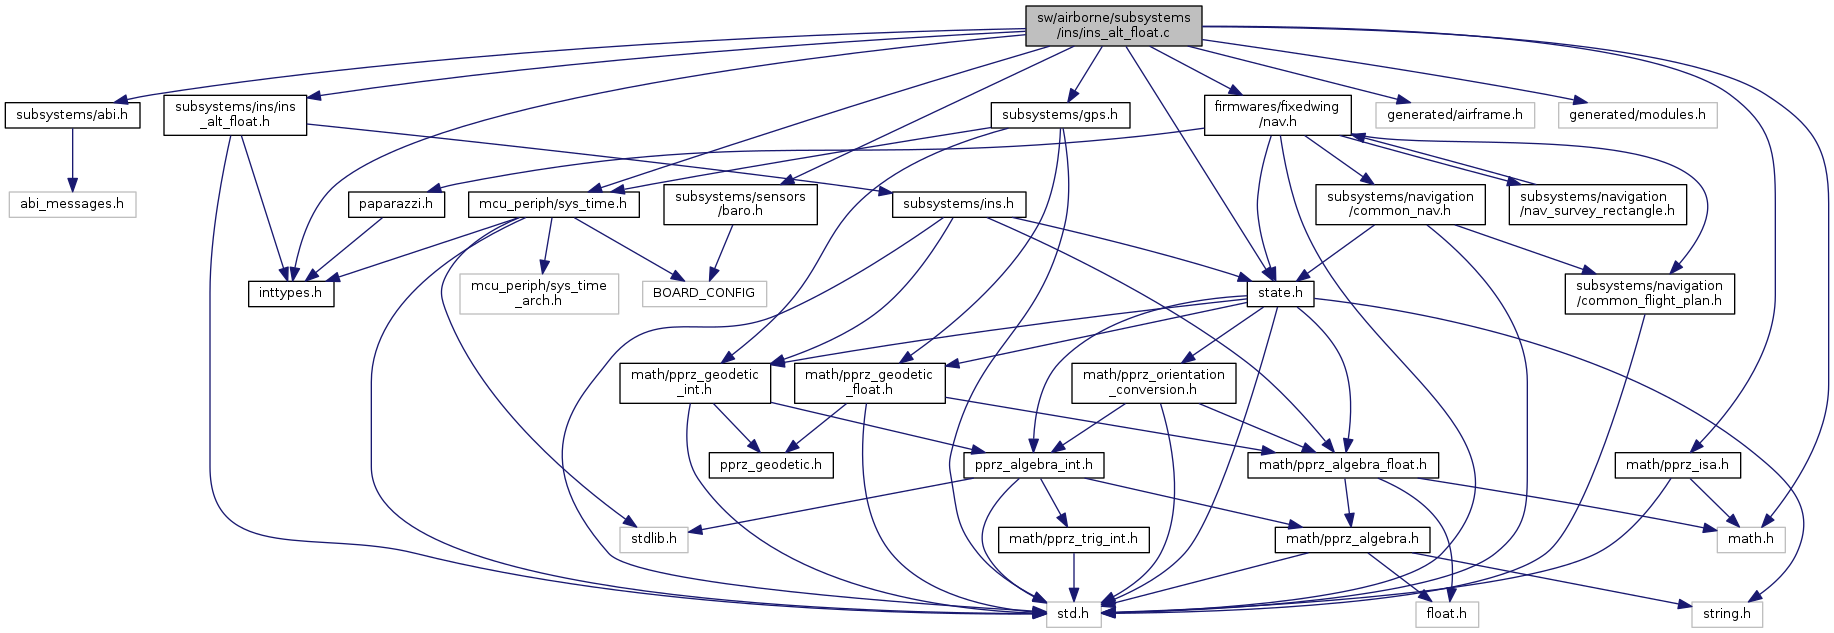 sw/airborne/subsystems
/ins/ins_alt_float.c
subsystems/abi.h
subsystems/ins/ins
_alt_float.h
subsystems/gps.h
firmwares/fixedwing
/nav.h
generated/airframe.h
generated/modules.h
abi_messages.h
paparazzi.h
mcu_periph/sys_time.h
subsystems/sensors
/baro.h
subsystems/ins.h
subsystems/navigation
/common_nav.h
subsystems/navigation
/nav_survey_rectangle.h
inttypes.h
mcu_periph/sys_time
_arch.h
BOARD_CONFIG
state.h
subsystems/navigation
/common_flight_plan.h
math/pprz_geodetic
_int.h
math/pprz_geodetic
_float.h
math/pprz_orientation
_conversion.h
pprz_geodetic.h
pprz_algebra_int.h
math/pprz_algebra_float.h
math/pprz_isa.h
stdlib.h
math/pprz_trig_int.h
math/pprz_algebra.h
math.h
std.h
float.h
string.h